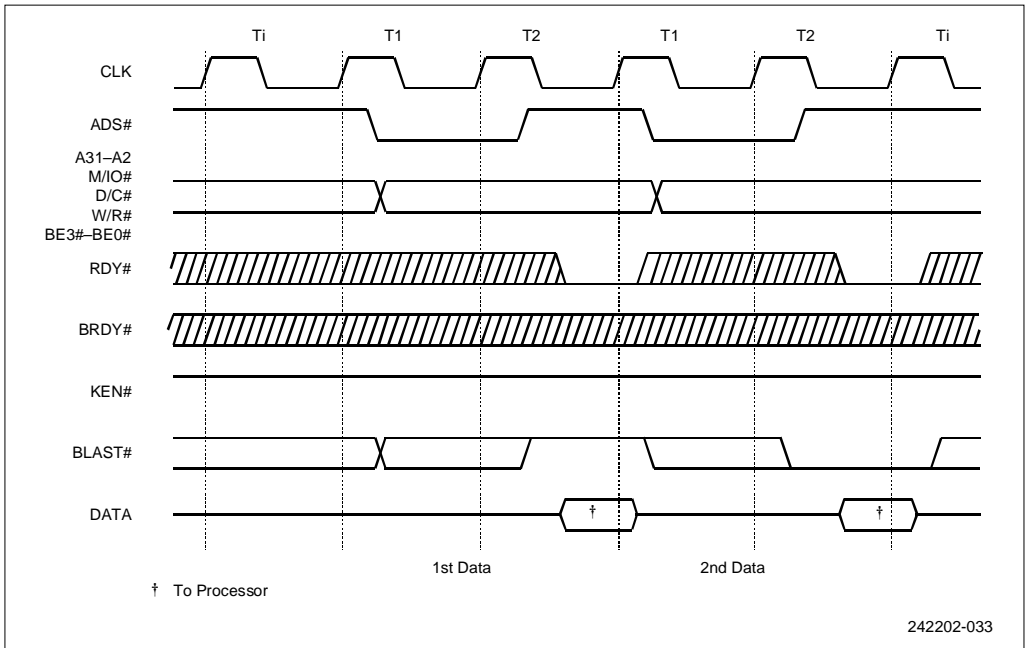 Ti T1 T2 T1 T2 Ti
CLK
ADS#
A31–A2
M/IO#
D/C#
W/R#
BE3#–BE0#
RDY#
BRDY#
KEN#
BLAST#
DATA † †
1st Data 2nd Data
† To Processor
242202-033